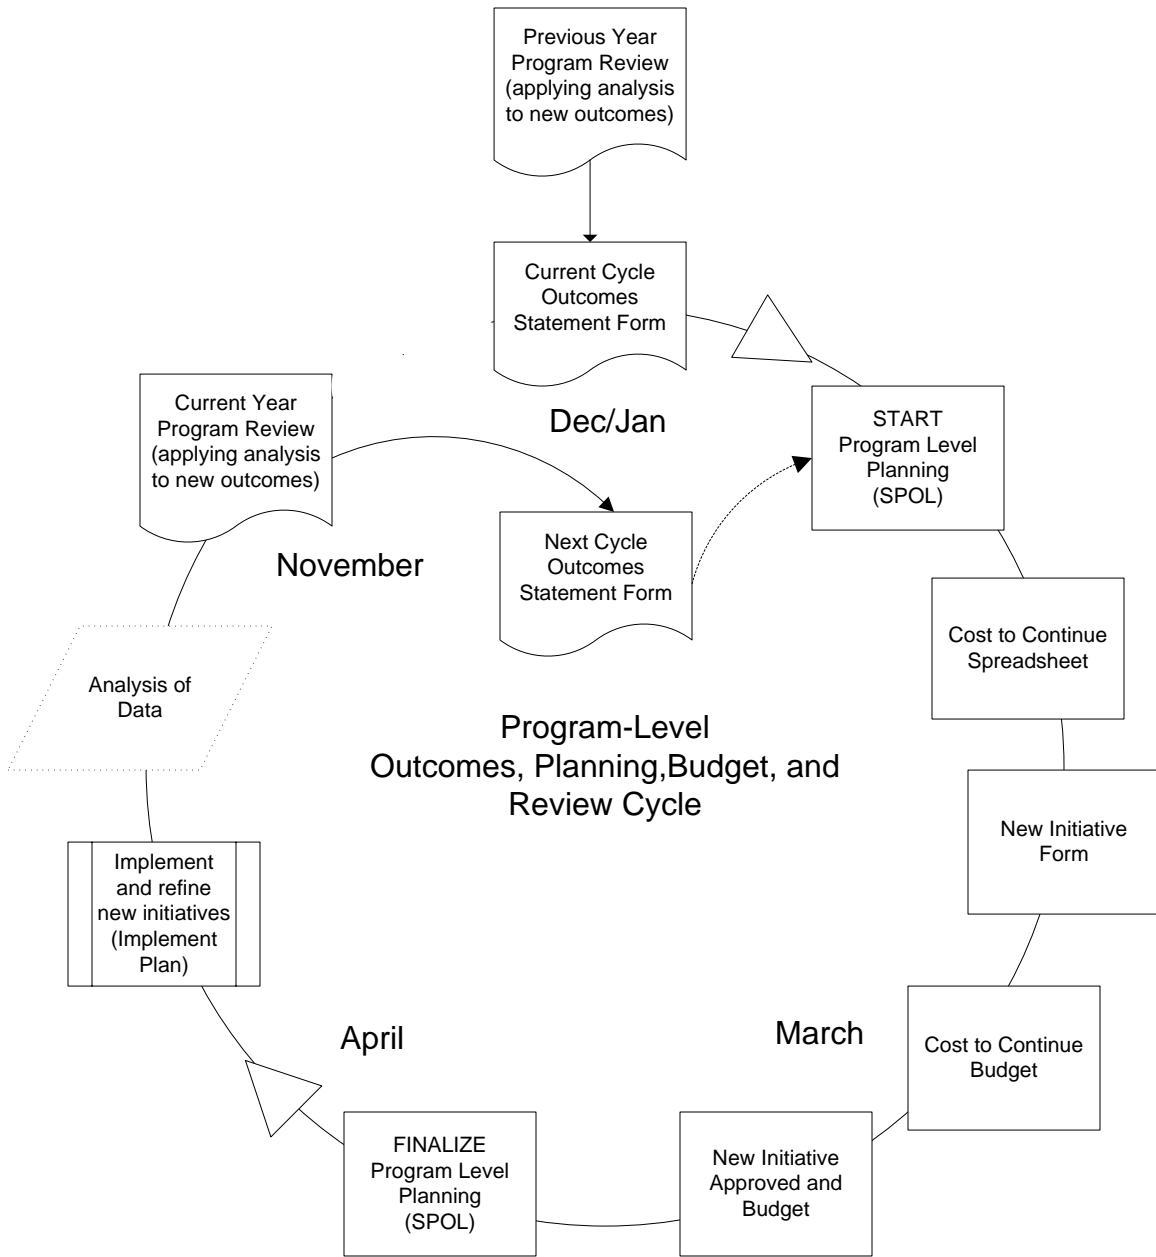 Previous Year
Program Review
(applying analysis
to new outcomes)
Current Cycle
Outcomes
Statement Form
Dec/Jan
START
Program Level
Planning
(SPOL)
Current Year
Program Review
(applying analysis
to new outcomes)
November
Next Cycle
Outcomes
Statement Form
Cost to Continue
Spreadsheet
Analysis of
Data
Program-Level
Outcomes, Planning,Budget, and
Review Cycle
New Initiative
Form
Implement
and refine
new initiatives
(Implement
Plan)
April
March
Cost to Continue
Budget
FINALIZE
Program Level
Planning
(SPOL)
New Initiative
Approved and
Budget